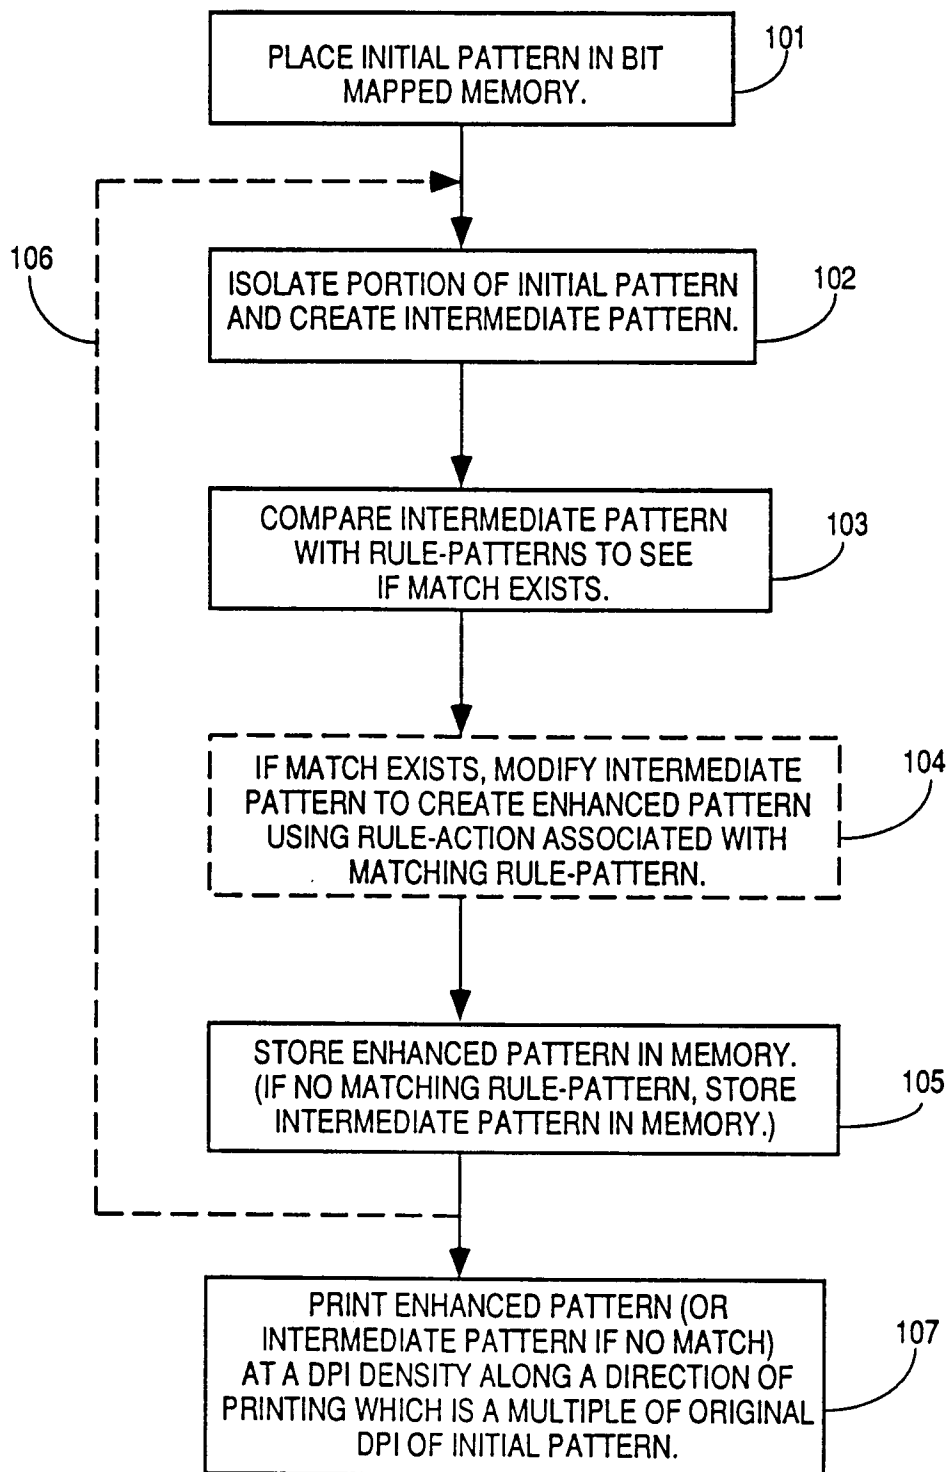 101
PLACE INITIAL PATTERN IN BIT
MAPPED MEMORY.
106
102
ISOLATE PORTION OF INITIAL PATTERN
AND CREATE INTERMEDIATE PATTERN.
103
COMPARE INTERMEDIATE PATTERN
WITH RULE-PATTERNS TO SEE
IF MATCH EXISTS.
104
IF MATCH EXISTS, MODIFY INTERMEDIATE
PATTERN TO CREATE ENHANCED PATTERN
USING RULE-ACTION ASSOCIATED WITH
MATCHING RULE-PATTERN.
105
STORE ENHANCED PATTERN IN MEMORY.
(IF NO MATCHING RULE-PATTERN, STORE
INTERMEDIATE PATTERN IN MEMORY.)
107
PRINT ENHANCED PATTERN (OR
INTERMEDIATE PATTERN IF NO MATCH)
AT A DPI DENSITY ALONG A DIRECTION OF
PRINTING WHICH IS A MULTIPLE OF ORIGINAL
DPI OF INITIAL PATTERN.